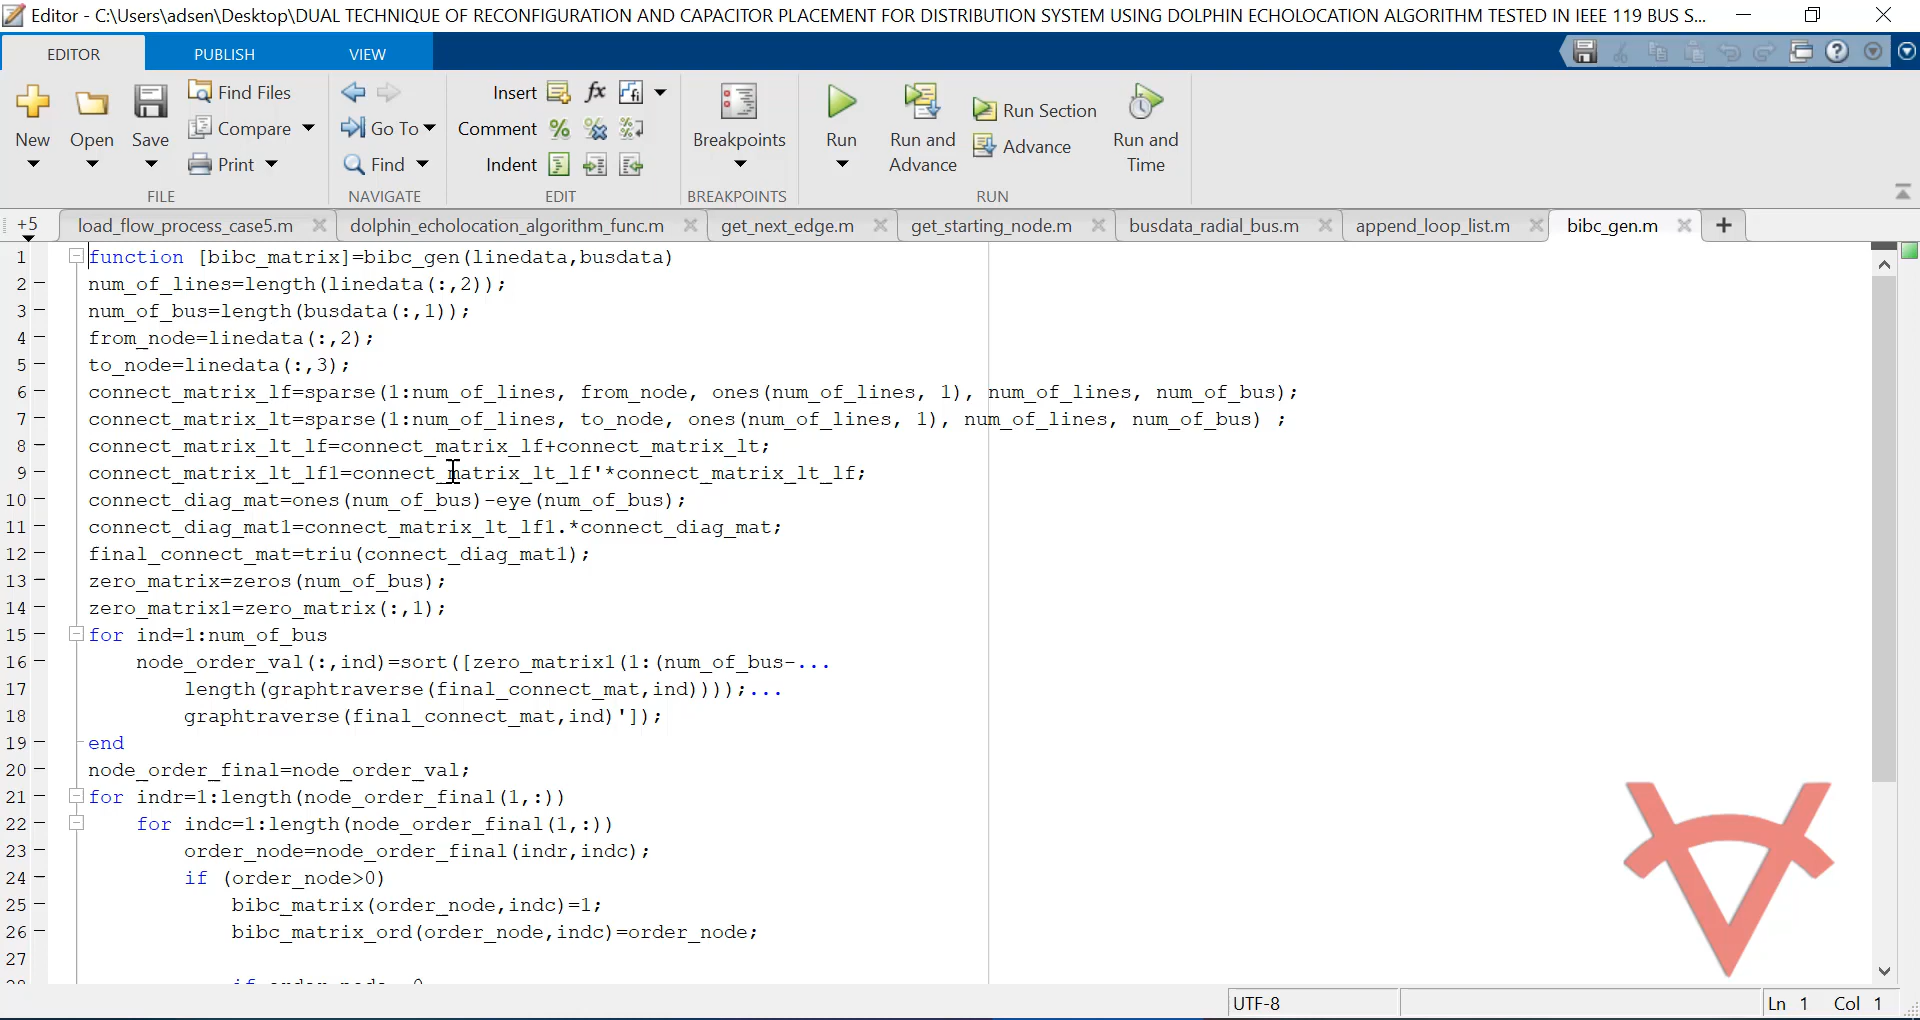 Editor - C:\Users\adsen\Desktop\DUAL TECHNIQUE OF RECONFIGURATION AND CAPACITOR PLACEMENT FOR DISTRIBUTION SYSTEM USING DOLPHIN ECHOLOCATION ALGORITHM TESTED IN IEEE 119 BUS S...
EDITOR PUBLISH VIEW
New Open Save Find Files Compare Print
Go To Find
Insert fx
Comment
Indent
Breakpoints
Run Run and Advance Run Section Advance Run and Time
FILE NAVIGATE EDIT BREAKPOINTS RUN
+5 load_flow_process_case5.m dolphin_echolocation_algorithm_func.m get_next_edge.m get_starting_node.m busdata_radial_bus.m append_loop_list.m bibc_gen.m +
1 function [bibc_matrix]=bibc_gen(linedata,busdata)
2 – num_of_lines=length(linedata(:,2));
3 – num_of_bus=length(busdata(:,1));
4 – from_node=linedata(:,2);
5 – to_node=linedata(:,3);
6 – connect_matrix_lf=sparse(1:num_of_lines, from_node, ones(num_of_lines, 1), num_of_lines, num_of_bus);
7 – connect_matrix_lt=sparse(1:num_of_lines, to_node, ones(num_of_lines, 1), num_of_lines, num_of_bus) ;
8 – connect_matrix_lt_lf=connect_matrix_lf+connect_matrix_lt;
9 – connect_matrix_lt_lf1=connect_matrix_lt_lf'*connect_matrix_lt_lf;
10 – connect_diag_mat=ones(num_of_bus)-eye(num_of_bus);
11 – connect_diag_mat1=connect_matrix_lt_lf1.*connect_diag_mat;
12 – final_connect_mat=triu(connect_diag_mat1);
13 – zero_matrix=zeros(num_of_bus);
14 – zero_matrix1=zero_matrix(:,1);
15 – for ind=1:num_of_bus
16 – node_order_val(:,ind)=sort([zero_matrix1(1:(num_of_bus-...
17 length(graphtraverse(final_connect_mat,ind))));...
18 graphtraverse(final_connect_mat,ind)']);
19 – end
20 – node_order_final=node_order_val;
21 – for indr=1:length(node_order_final(1,:))
22 – for indc=1:length(node_order_final(1,:))
23 – order_node=node_order_final(indr,indc);
24 – if (order_node>0)
25 – bibc_matrix(order_node,indc)=1;
26 – bibc_matrix_ord(order_node,indc)=order_node;
27
UTF-8 Ln 1 Col 1